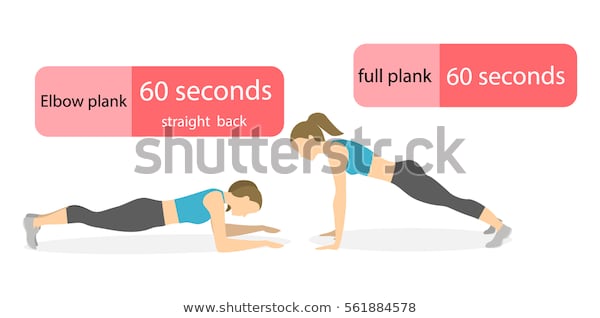 Elbow plank
60 seconds
straight back
full plank
60 seconds
shutterstock
www.shutterstock.com · 561884578